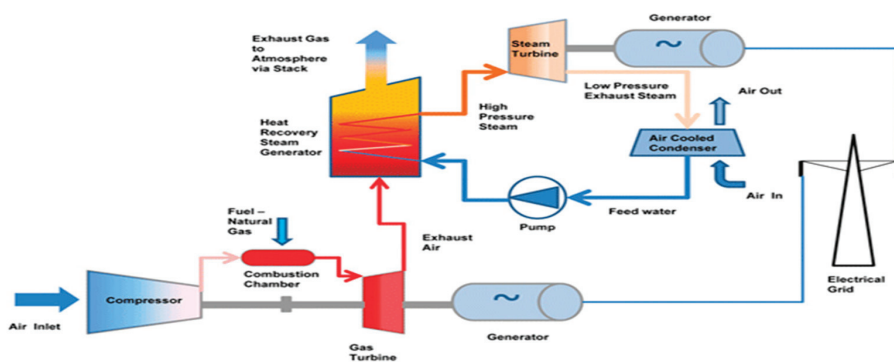 Exhaust Gas
to
Atmosphere
via Stack
Generator
Steam
Turbine
~
Low Pressure
Exhaust Steam
Air Out
High
Pressure
Steam
Heat
Recovery
Steam
Generator
Air Cooled
Condenser
Air In
Feed water
Pump
Fuel –
Natural
Gas
Exhaust
Air
Combustion
Chamber
Compressor
~
Air Inlet
Gas
Turbine
Generator
Electrical
Grid